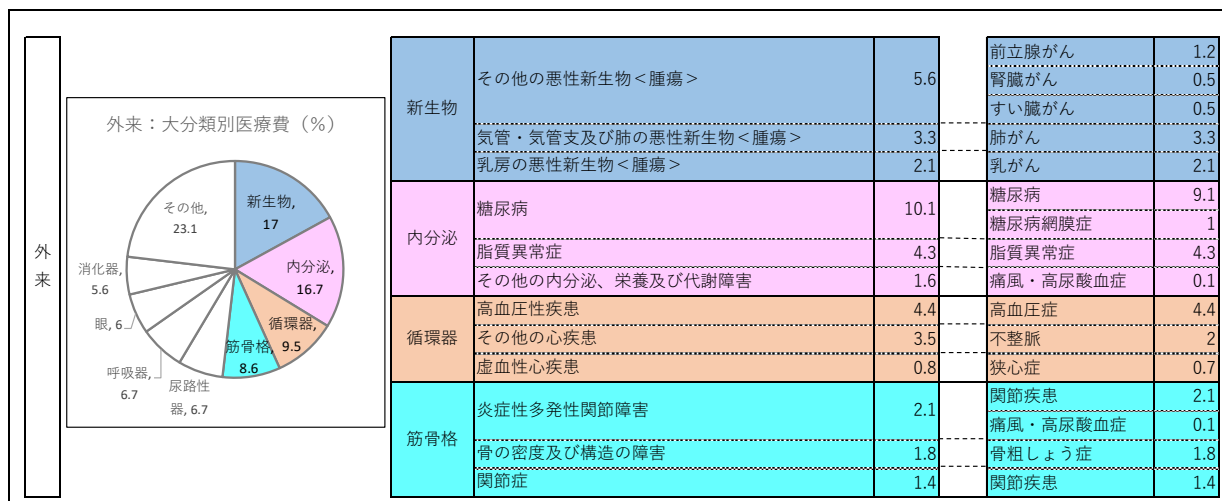 外来
外来：大分類別医療費（%）
新生物,
17
内分泌,
16.7
循環器,
9.5
筋骨格,
8.6
尿路性
器, 6.7
呼吸器,
6.7
眼, 6
消化器,
5.6
その他,
23.1
新生物
その他の悪性新生物＜腫瘍＞ 5.6
前立腺がん 1.2
腎臓がん 0.5
すい臓がん 0.5
気管・気管支及び肺の悪性新生物＜腫瘍＞ 3.3 肺がん 3.3
乳房の悪性新生物＜腫瘍＞ 2.1 乳がん 2.1
内分泌
糖尿病 10.1
糖尿病 9.1
糖尿病網膜症 1
脂質異常症 4.3 脂質異常症 4.3
その他の内分泌、栄養及び代謝障害 1.6 痛風・高尿酸血症 0.1
循環器
高血圧性疾患 4.4 高血圧症 4.4
その他の心疾患 3.5 不整脈 2
虚血性心疾患 0.8 狭心症 0.7
筋骨格
炎症性多発性関節障害 2.1
関節疾患 2.1
痛風・高尿酸血症 0.1
骨の密度及び構造の障害 1.8 骨粗しょう症 1.8
関節症 1.4 関節疾患 1.4